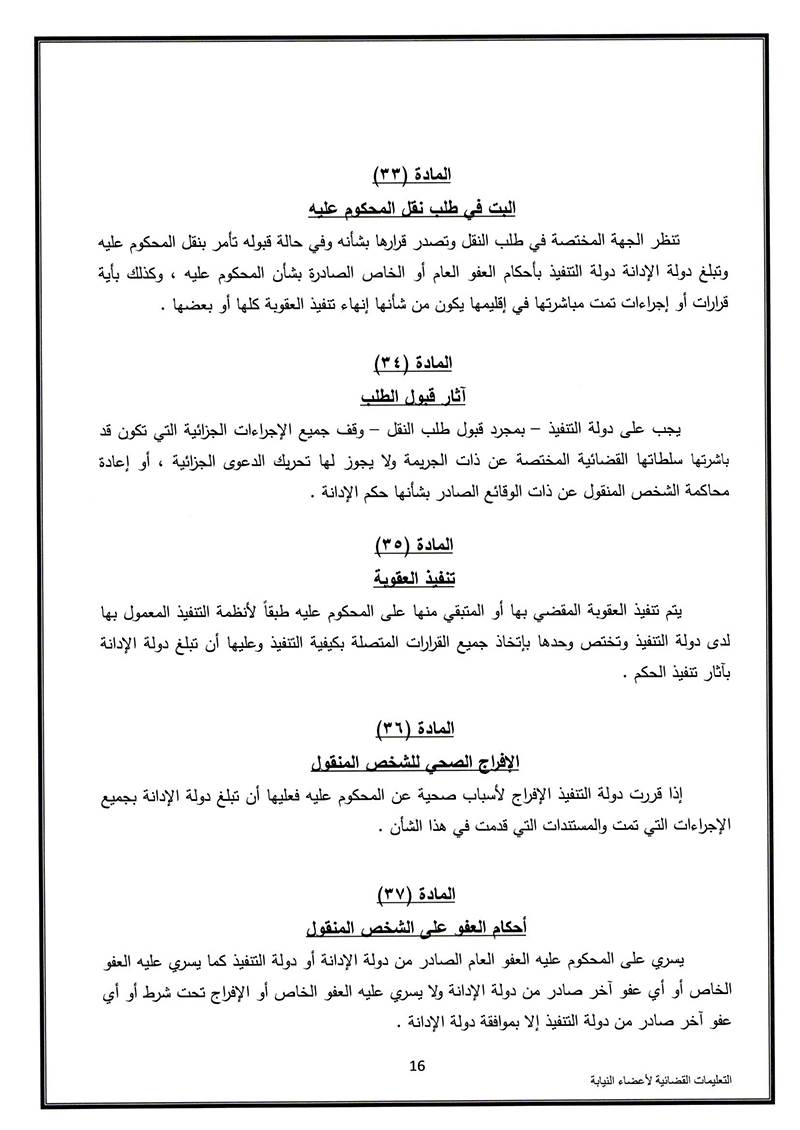 المادة (٣٣)
البت في طلب نقل المحكوم عليه
تنظر الجهة المختصة في طلب النقل وتصدر قرارها بشأنه وفي حالة قبوله تأمر بنقل المحكوم عليه
وتبلغ دولة الإدانة دولة التنفيذ بأحكام العفو العام أو الخاص الصادرة بشأن المحكوم عليه ، وكذلك بأية
قرارات أو إجراءات تمت مباشرتها في إقليمها يكون من شأنها إنهاء تنفيذ العقوبة كلها أو بعضها .
المادة (٣٤)
آثار قبول الطلب
يجب على دولة التنفيذ – بمجرد قبول طلب النقل – وقف جميع الإجراءات الجزائية التي تكون قد
باشرتها سلطاتها القضائية المختصة عن ذات الجريمة ولا يجوز لها تحريك الدعوى الجزائية ، أو إعادة
محاكمة الشخص المنقول عن ذات الوقائع الصادر بشأنها حكم الإدانة .
المادة (٣٥)
تنفيذ العقوبة
يتم تنفيذ العقوبة المقضي بها أو المتبقي منها على المحكوم عليه طبقاً لأنظمة التنفيذ المعمول بها
لدى دولة التنفيذ وتختص وحدها بإتخاذ جميع القرارات المتصلة بكيفية التنفيذ وعليها أن تبلغ دولة الإدانة
بآثار تنفيذ الحكم .
المادة (٣٦)
الإفراج الصحي للشخص المنقول
إذا قررت دولة التنفيذ الإفراج لأسباب صحية عن المحكوم عليه فعليها أن تبلغ دولة الإدانة بجميع
الإجراءات التي تمت والمستندات التي قدمت في هذا الشأن .
المادة (٣٧)
أحكام العفو على الشخص المنقول
يسري على المحكوم عليه العفو العام الصادر من دولة الإدانة أو دولة التنفيذ كما يسري عليه العفو
الخاص أو أي عفو آخر صادر من دولة الإدانة ولا يسري عليه العفو الخاص أو الإفراج تحت شرط أو أي
عفو آخر صادر من دولة التنفيذ إلا بموافقة دولة الإدانة .
16
التعليمات القضائية لأعضاء النيابة